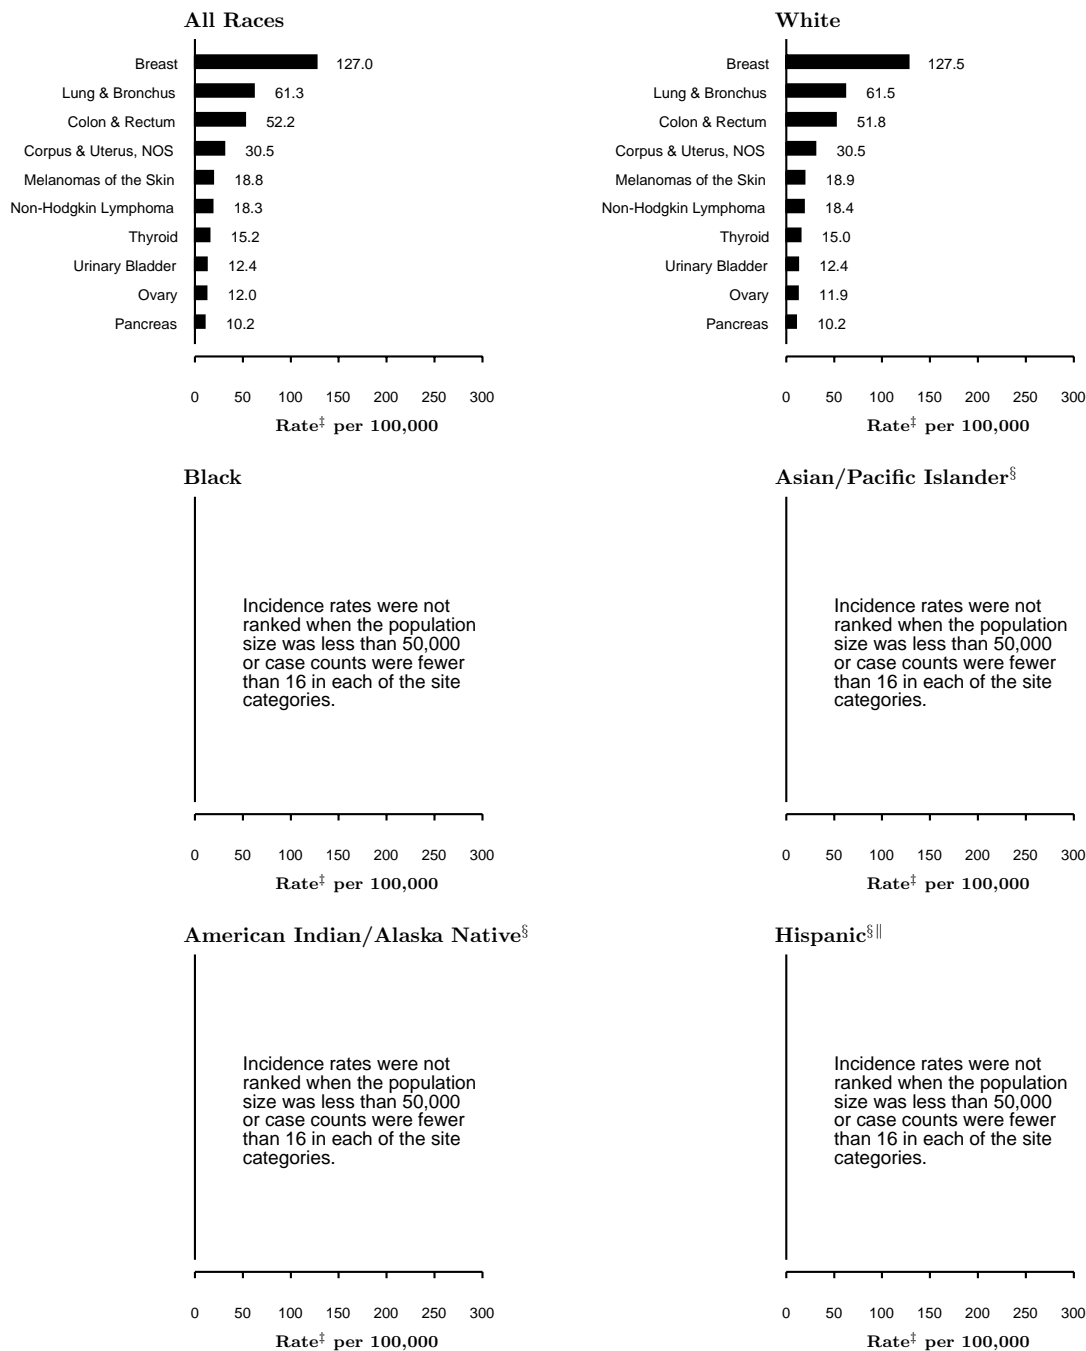 All Races
Breast 127.0
Lung & Bronchus 61.3
Colon & Rectum 52.2
Corpus & Uterus, NOS 30.5
Melanomas of the Skin 18.8
Non-Hodgkin Lymphoma 18.3
Thyroid 15.2
Urinary Bladder 12.4
Ovary 12.0
Pancreas 10.2
0 50 100 150 200 250 300
Rate‡ per 100,000
White
Breast 127.5
Lung & Bronchus 61.5
Colon & Rectum 51.8
Corpus & Uterus, NOS 30.5
Melanomas of the Skin 18.9
Non-Hodgkin Lymphoma 18.4
Thyroid 15.0
Urinary Bladder 12.4
Ovary 11.9
Pancreas 10.2
0 50 100 150 200 250 300
Rate‡ per 100,000
Black
Incidence rates were not
ranked when the population
size was less than 50,000
or case counts were fewer
than 16 in each of the site
categories.
0 50 100 150 200 250 300
Rate‡ per 100,000
Asian/Pacific Islander§
Incidence rates were not
ranked when the population
size was less than 50,000
or case counts were fewer
than 16 in each of the site
categories.
0 50 100 150 200 250 300
Rate‡ per 100,000
American Indian/Alaska Native§
Incidence rates were not
ranked when the population
size was less than 50,000
or case counts were fewer
than 16 in each of the site
categories.
0 50 100 150 200 250 300
Rate‡ per 100,000
Hispanic§‖
Incidence rates were not
ranked when the population
size was less than 50,000
or case counts were fewer
than 16 in each of the site
categories.
0 50 100 150 200 250 300
Rate‡ per 100,000